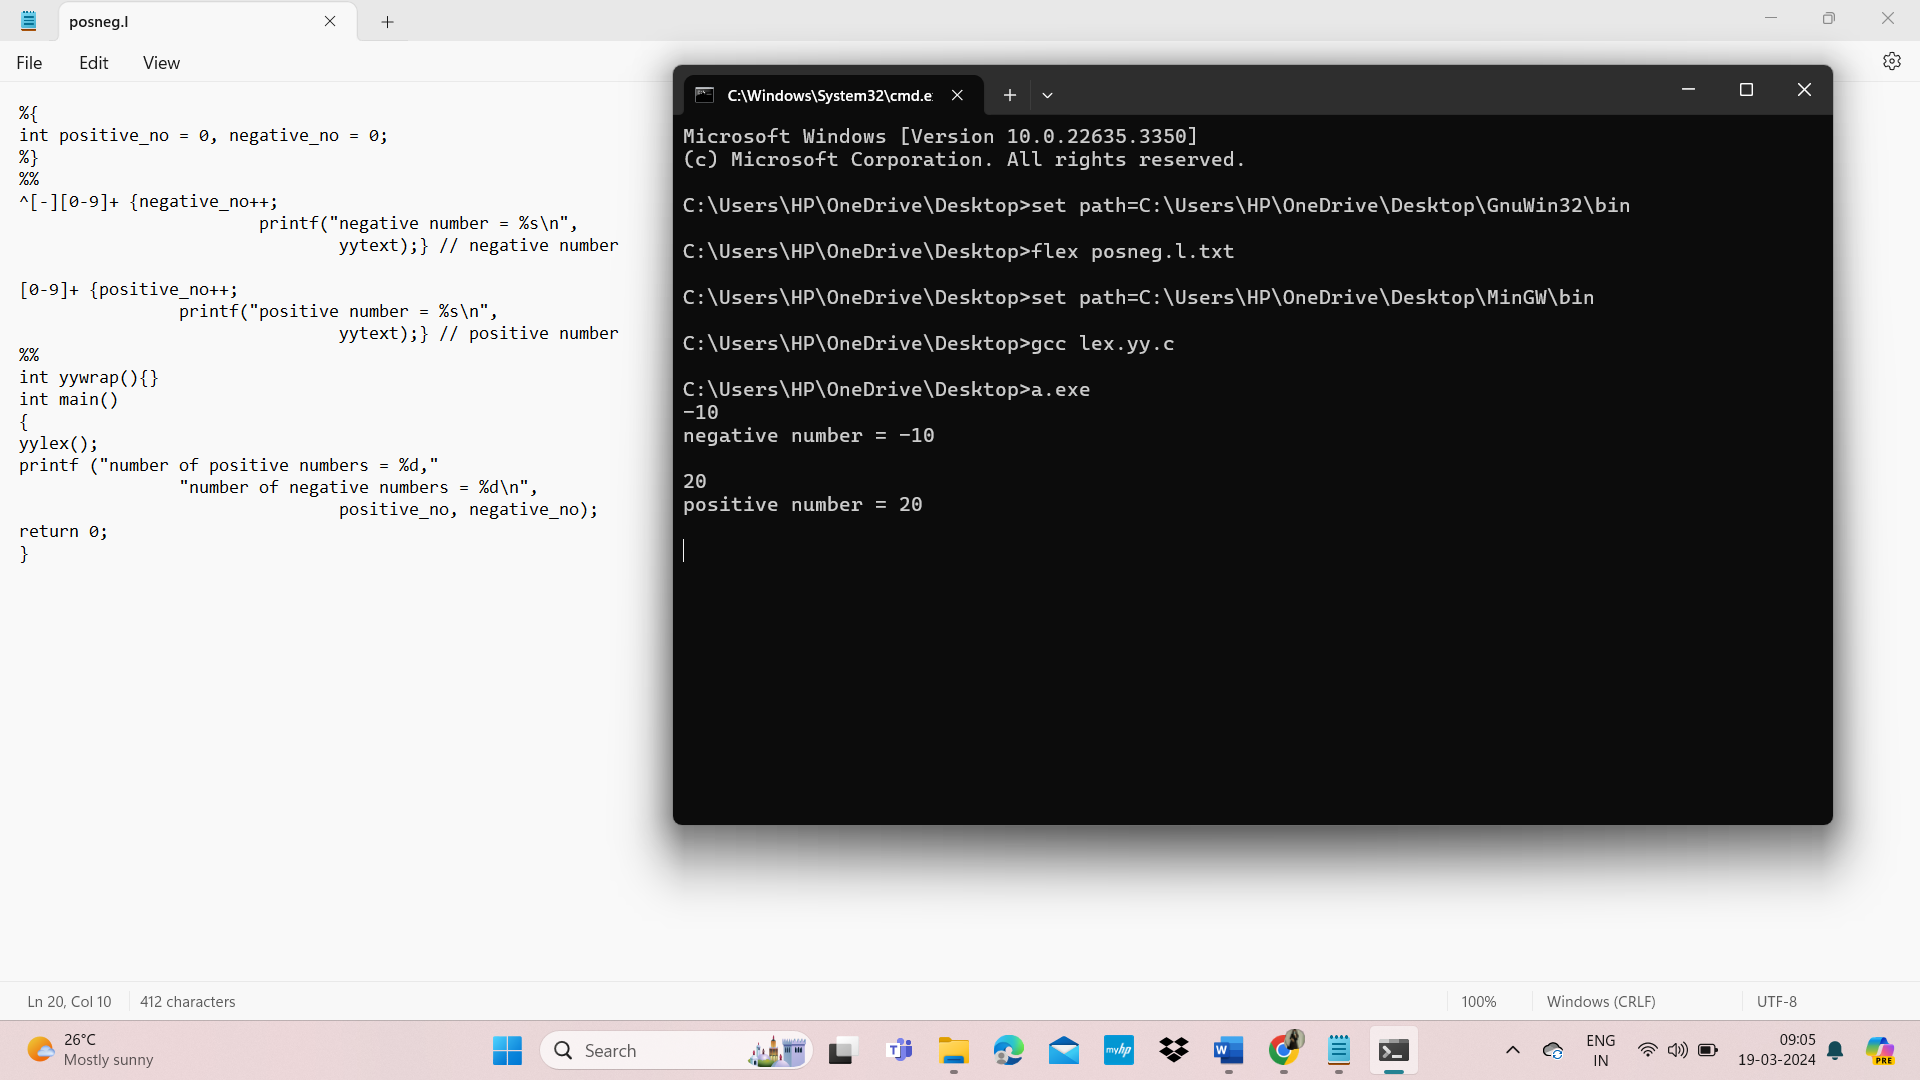 posneg.l
File Edit View
%{
int positive_no = 0, negative_no = 0;
%}
%%
^[-][0-9]+ {negative_no++;
printf("negative number = %s\n",
yytext);} // negative number
[0-9]+ {positive_no++;
printf("positive number = %s\n",
yytext);} // positive number
%%
int yywrap(){}
int main()
{
yylex();
printf ("number of positive numbers = %d,"
"number of negative numbers = %d\n",
positive_no, negative_no);
return 0;
}
C:\Windows\System32\cmd.e
Microsoft Windows [Version 10.0.22635.3350]
(c) Microsoft Corporation. All rights reserved.
C:\Users\HP\OneDrive\Desktop>set path=C:\Users\HP\OneDrive\Desktop\GnuWin32\bin
C:\Users\HP\OneDrive\Desktop>flex posneg.l.txt
C:\Users\HP\OneDrive\Desktop>set path=C:\Users\HP\OneDrive\Desktop\MinGW\bin
C:\Users\HP\OneDrive\Desktop>gcc lex.yy.c
C:\Users\HP\OneDrive\Desktop>a.exe
-10
negative number = -10
20
positive number = 20
Ln 20, Col 10 412 characters 100% Windows (CRLF) UTF-8
26°C
Mostly sunny
Search
myhp
ENG
IN
09:05
19-03-2024
PRE